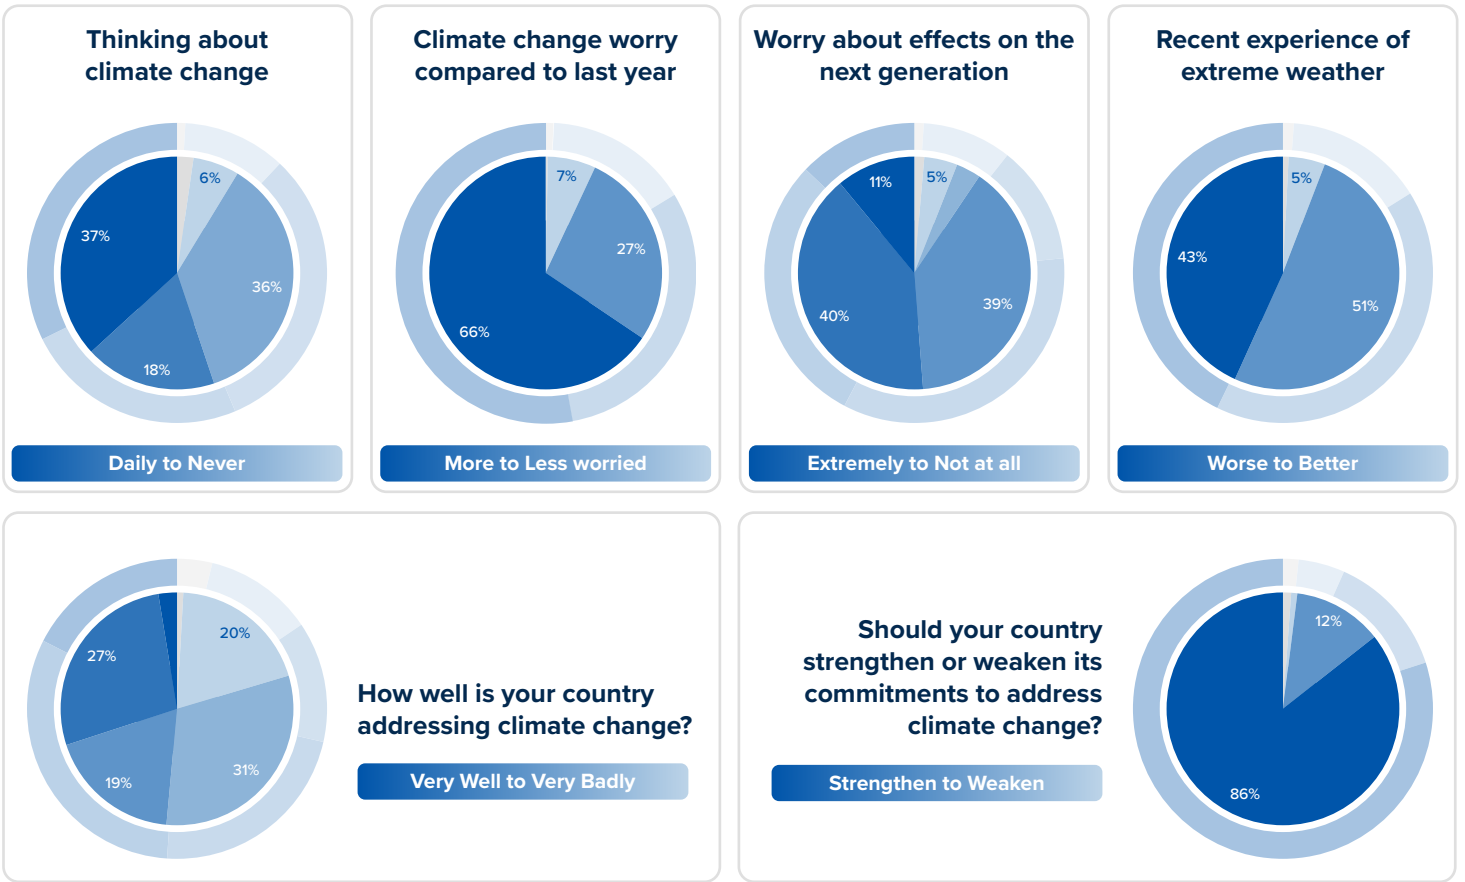 Thinking about
climate change
6%
37%
36%
18%
Daily to Never
Climate change worry
compared to last year
7%
27%
66%
More to Less worried
Worry about effects on the
next generation
11%
5%
39%
40%
Extremely to Not at all
Recent experience of
extreme weather
5%
43%
51%
Worse to Better
20%
27%
31%
19%
How well is your country
addressing climate change?
Very Well to Very Badly
Should your country
strengthen or weaken its
commitments to address
climate change?
Strengthen to Weaken
12%
86%